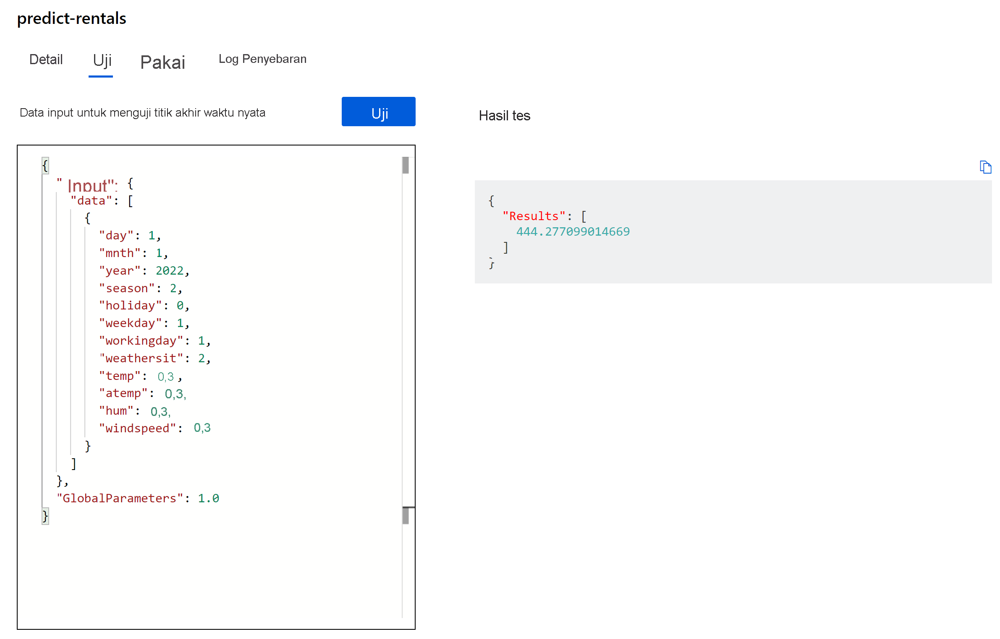 predict-rentals
Detail Uji Pakai Log Penyebaran
Data input untuk menguji titik akhir waktu nyata
Uji
{
" Input": {
"data": [
{
"day": 1,
"mnth": 1,
"year": 2022,
"season": 2,
"holiday": 0,
"weekday": 1,
"workingday": 1,
"weathersit": 2,
"temp": 0,3 ,
"atemp": 0,3,
"hum": 0,3,
"windspeed": 0,3
}
]
},
"GlobalParameters": 1.0
}
Hasil tes
{
"Results": [
444.277099014669
]
}